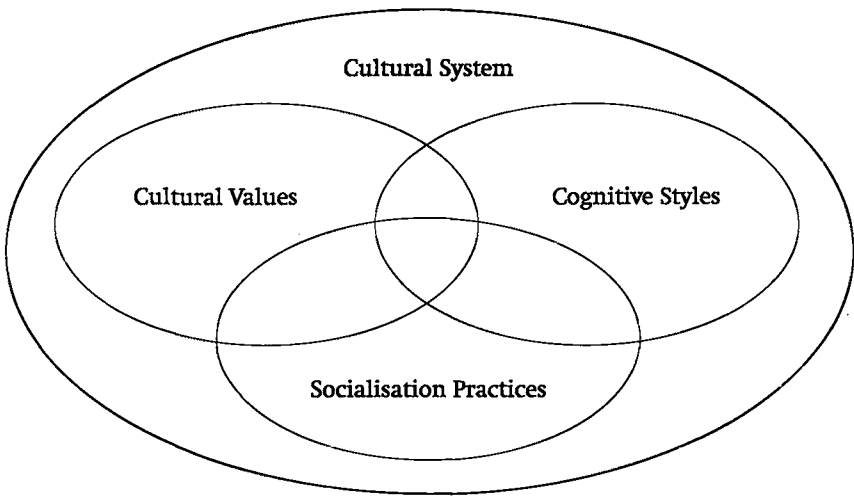 Cultural System
Cultural Values
Cognitive Styles
Socialisation Practices